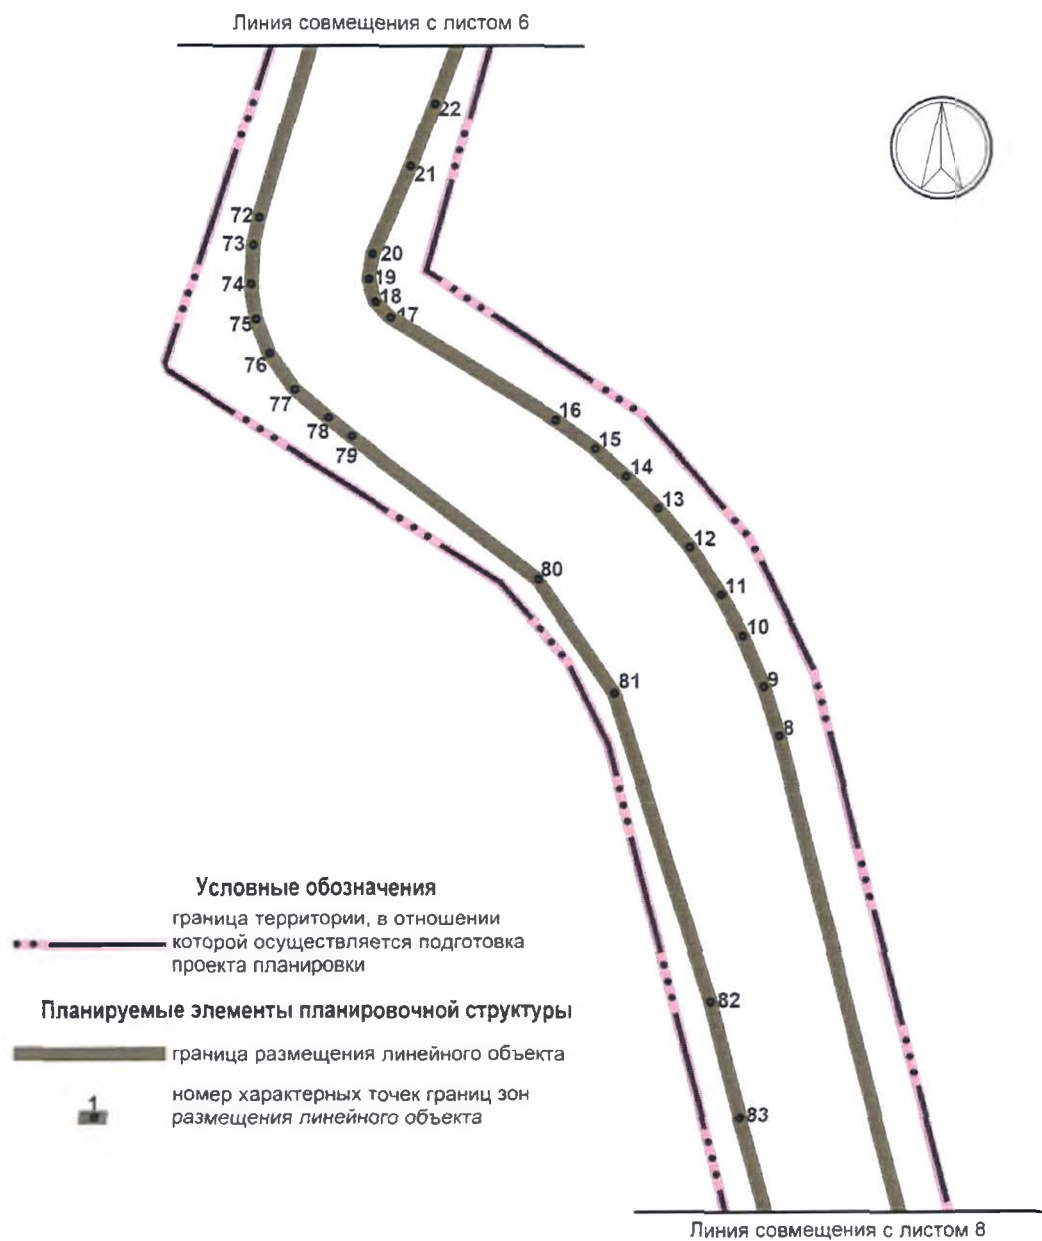 Линия совмещения с листом 6
22
21
72
73
20
74
19
18
75
17
76
77
16
78
79
15
14
13
12
80
11
10
81
9
8
Условные обозначения
граница территории, в отношении
которой осуществляется подготовка
проекта планировки
82
Планируемые элементы планировочной структуры
граница размещения линейного объекта
1
номер характерных точек границ зон
размещения линейного объекта
83
Линия совмещения с листом 8